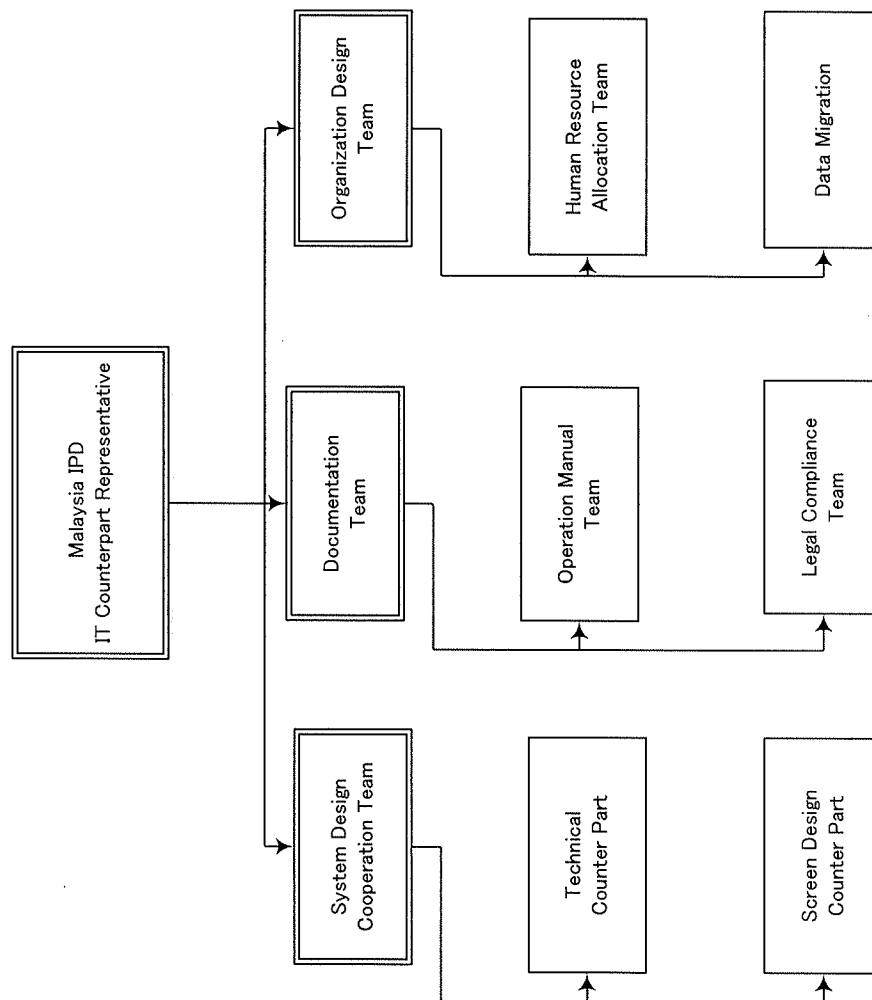 Malaysia IPD
IT Counterpart Representative
System Design
Cooperation Team
Documentation
Team
Organization Design
Team
Technical
Counter Part
Operation Manual
Team
Human Resource
Allocation Team
Screen Design
Counter Part
Legal Compliance
Team
Data Migration